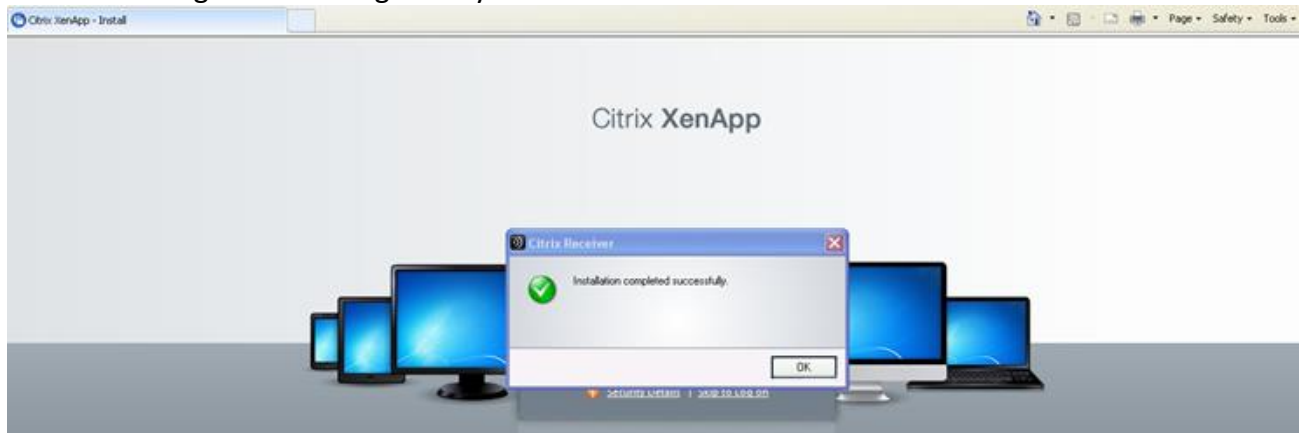 Citrix XenApp - Install
Page Safety Tools
Citrix XenApp
Citrix Receiver
Installation completed successfully.
OK
Security Details | Skip to Log on